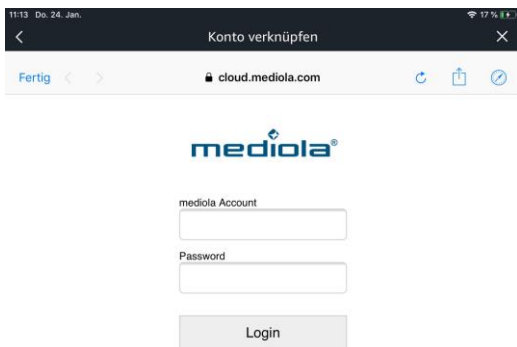 11:13 Do. 24. Jan. 17 %
Konto verknüpfen
Fertig cloud.mediola.com
mediola®
mediola Account
Password
Login